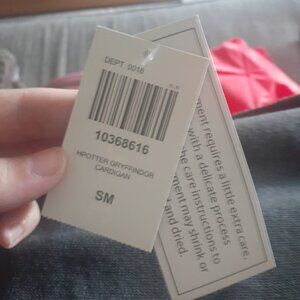 DEPT 0016
10368616
HPOTTER GRYFFINDOR
CARDIGAN
SM
ment requires a little extra care.
with a delicate process
he care instructions to
ment may shrink or
and dried.